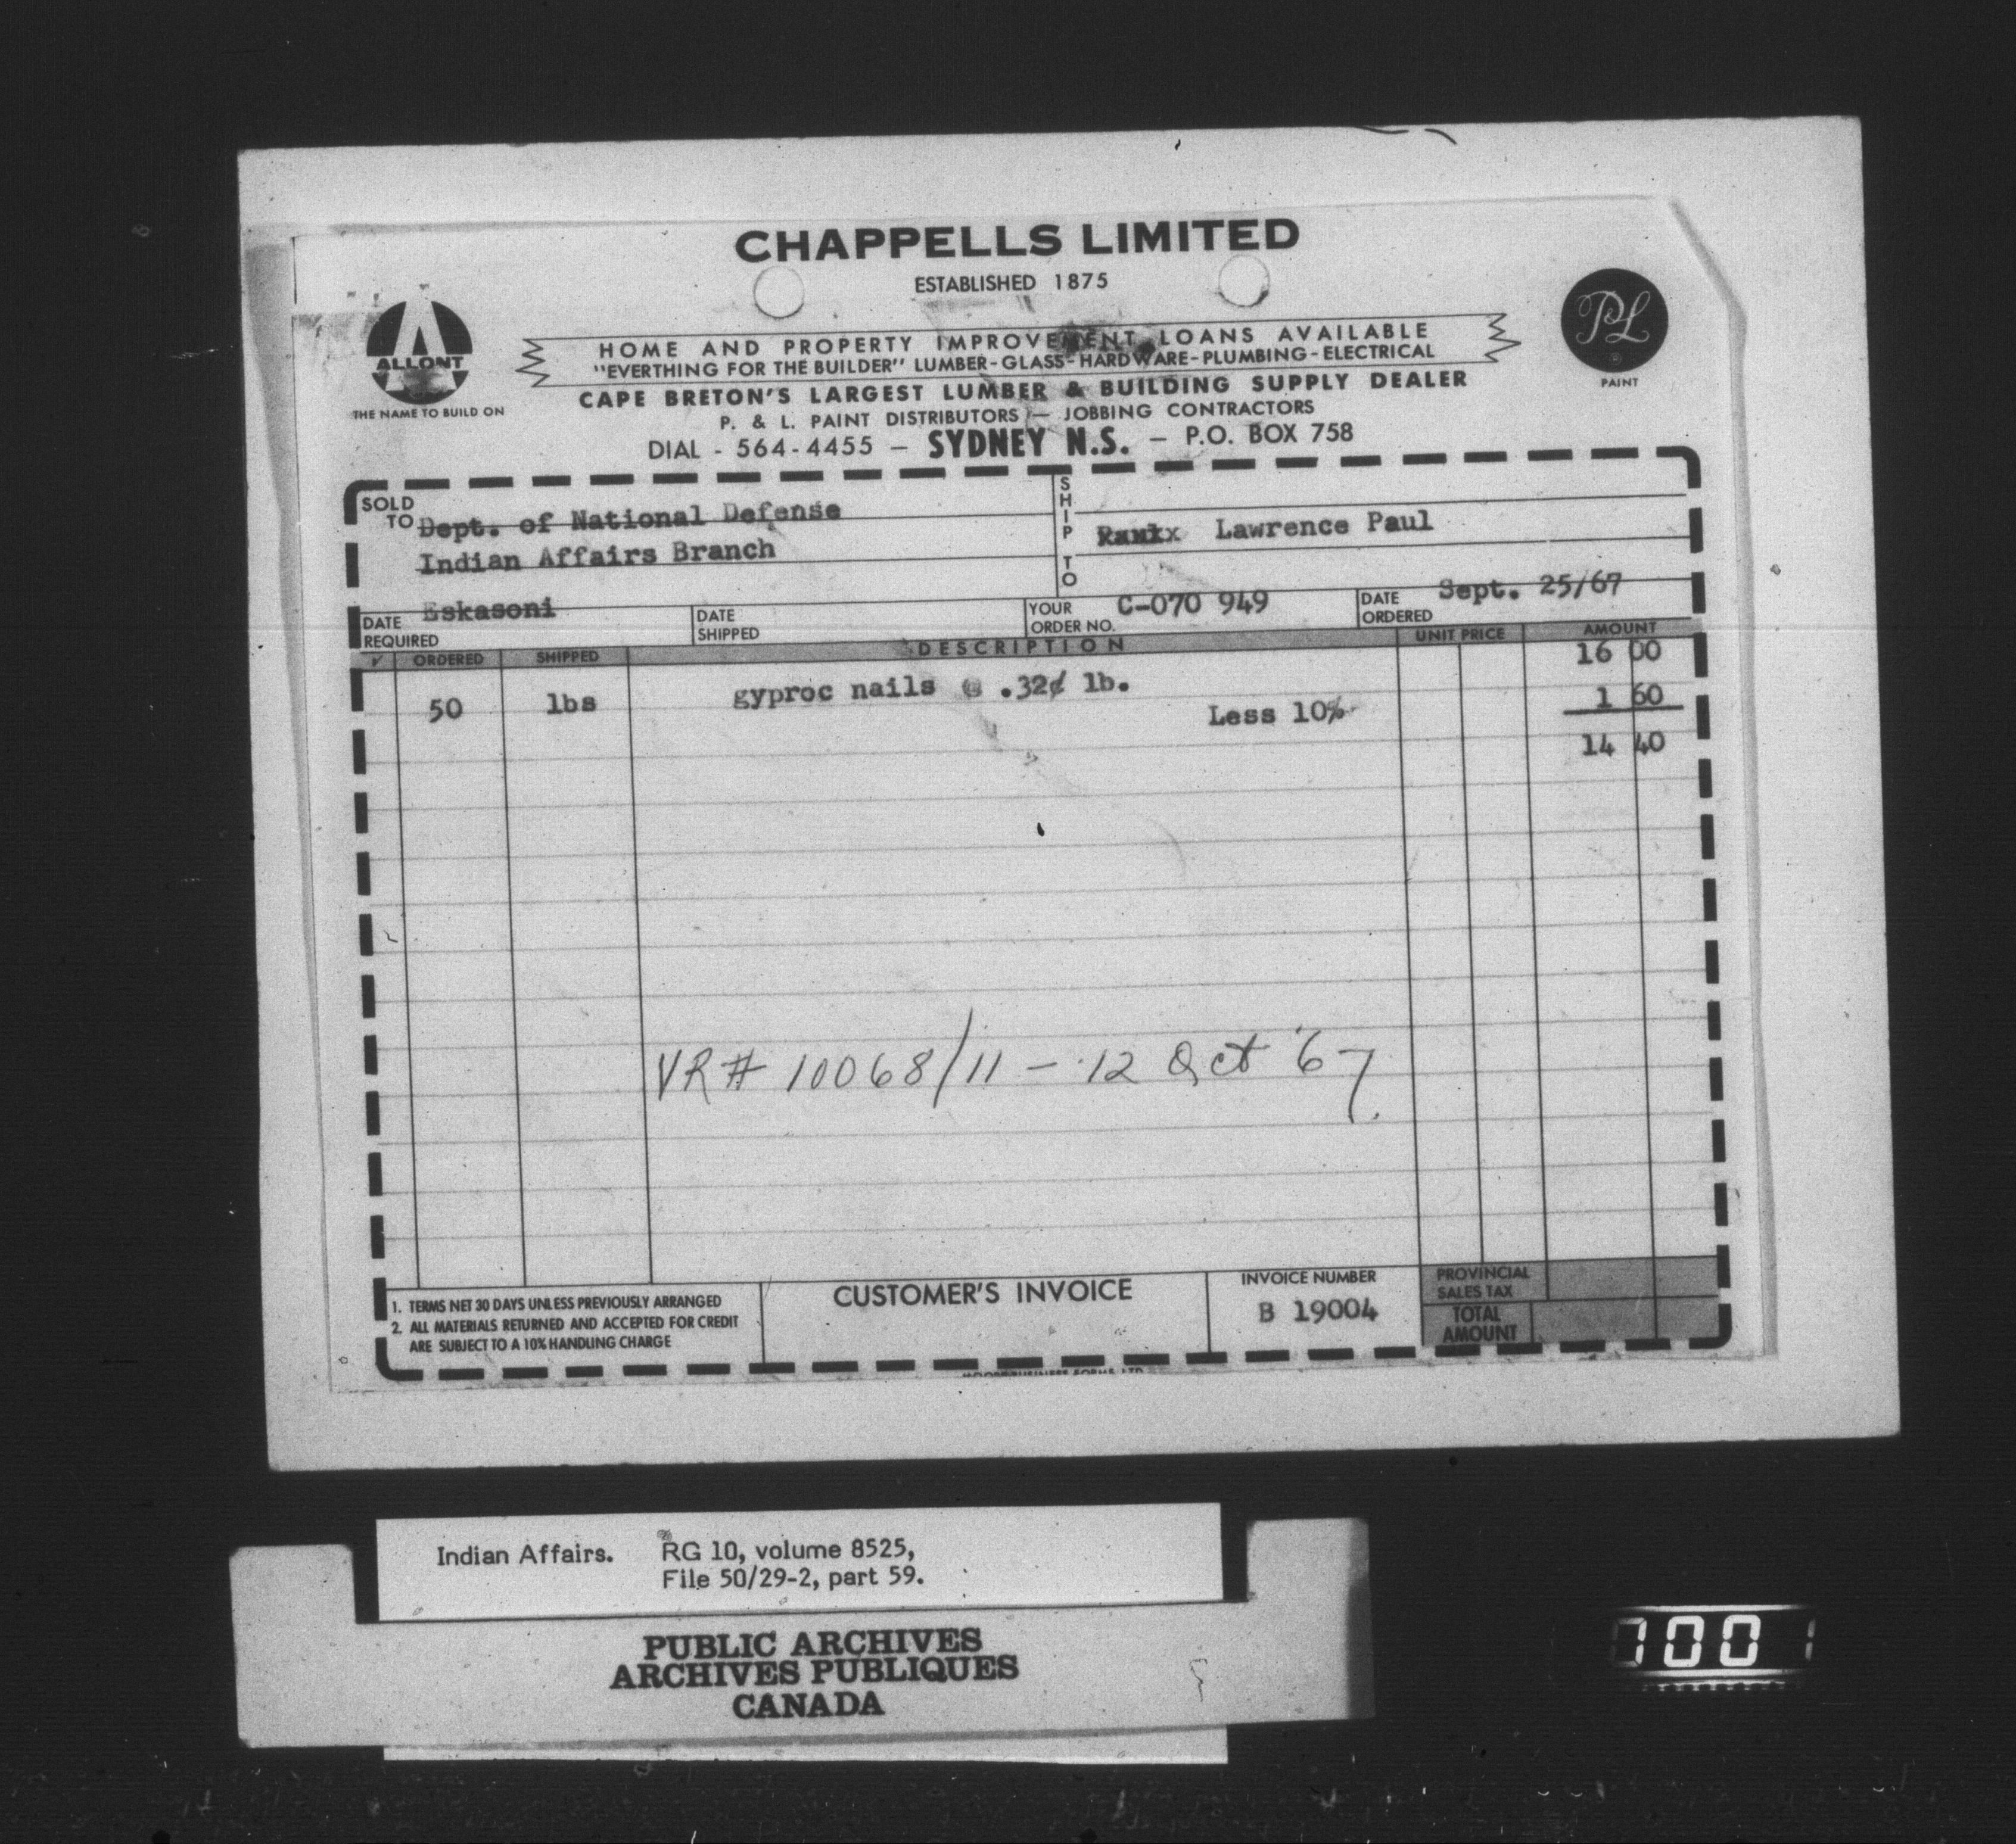 CHAPPELLS LIMITED
ESTABLISHED 1875
ALLONT
THE NAME TO BUILD ON
HOME AND PROPERTY IMPROVEMENT LOANS AVAILABLE
"EVERTHING FOR THE BUILDER" LUMBER-GLASS-HARDWARE-PLUMBING-ELECTRICAL
CAPE BRETON'S LARGEST LUMBER & BUILDING SUPPLY DEALER
P. & L. PAINT DISTRIBUTORS — JOBBING CONTRACTORS
DIAL - 564-4455 — SYDNEY N.S. — P.O. BOX 758
PL
PAINT
SOLD TO
Dept. of National Defense
Indian Affairs Branch
Eskasoni
SHIP TO
Lawrence Paul
DATE REQUIRED
DATE SHIPPED
YOUR ORDER NO. C-070 949
DATE ORDERED Sept. 25/67
✓ ORDERED SHIPPED DESCRIPTION UNIT PRICE AMOUNT
16 00
50 lbs gyproc nails @ .32¢ lb.
Less 10% 1 60
14 40
VR# 10068/11 - 12 Oct '67
1. TERMS NET 30 DAYS UNLESS PREVIOUSLY ARRANGED
2. ALL MATERIALS RETURNED AND ACCEPTED FOR CREDIT
ARE SUBJECT TO A 10% HANDLING CHARGE
CUSTOMER'S INVOICE
INVOICE NUMBER
B 19004
PROVINCIAL
SALES TAX
TOTAL
AMOUNT
MOORE BUSINESS FORMS LTD
Indian Affairs. RG 10, volume 8525,
File 50/29-2, part 59.
PUBLIC ARCHIVES
ARCHIVES PUBLIQUES
CANADA